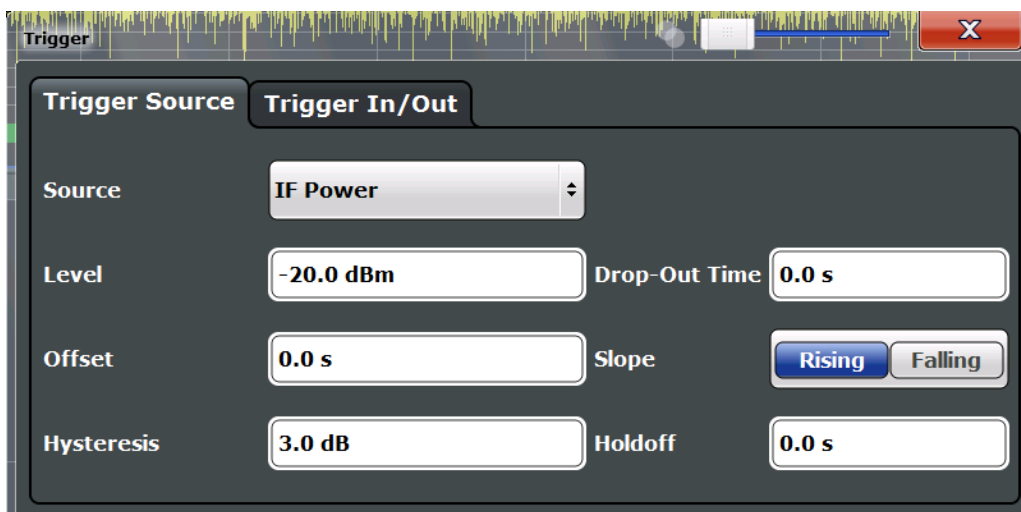 Trigger
X
Trigger Source Trigger In/Out
Source IF Power
Level -20.0 dBm Drop-Out Time 0.0 s
Offset 0.0 s Slope Rising Falling
Hysteresis 3.0 dB Holdoff 0.0 s